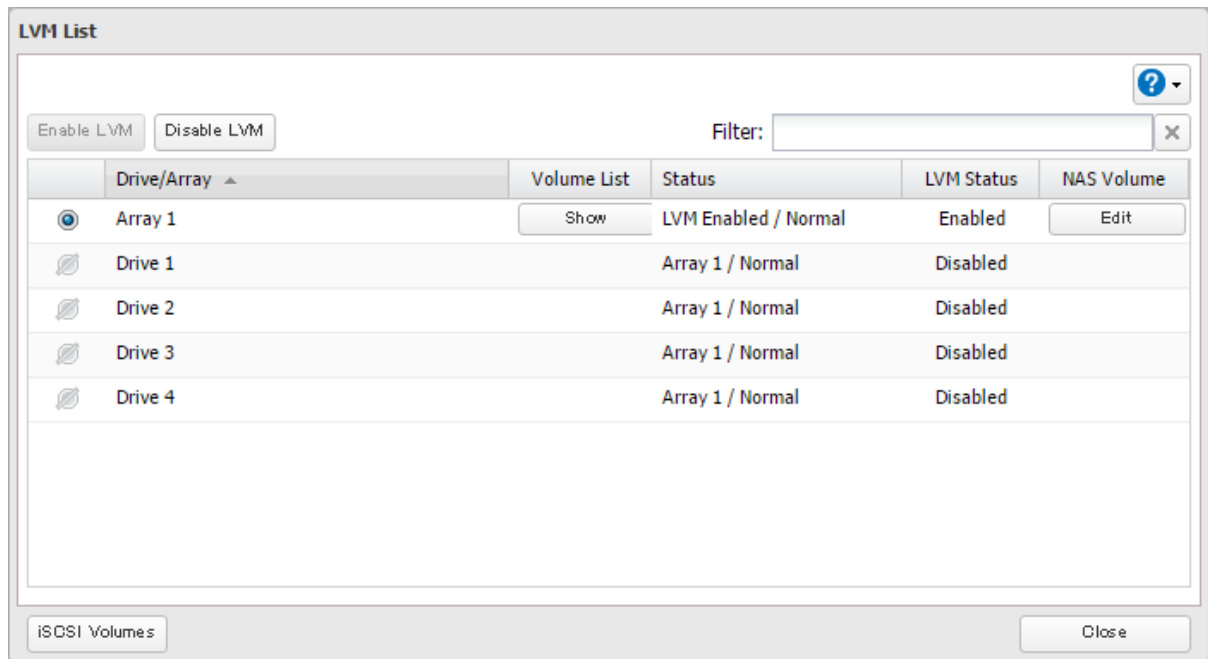 LVM List
?
Enable LVM Disable LVM Filter:
Drive/Array Volume List Status LVM Status NAS Volume
Array 1 Show LVM Enabled / Normal Enabled Edit
Drive 1 Array 1 / Normal Disabled
Drive 2 Array 1 / Normal Disabled
Drive 3 Array 1 / Normal Disabled
Drive 4 Array 1 / Normal Disabled
iSCSI Volumes Close